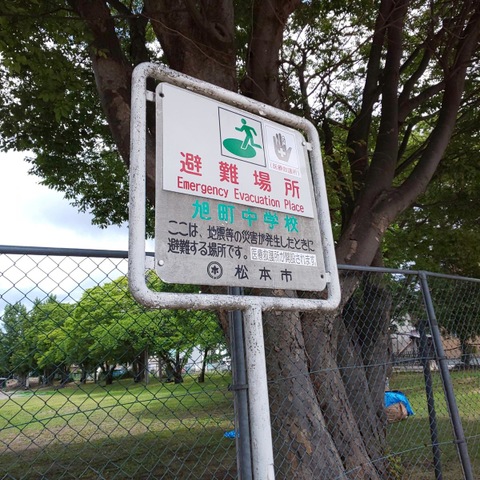 避難場所
Emergency Evacuation Place
旭町中学校
ここは、地震等の災害が発生したときに
避難する場所です。
松本市